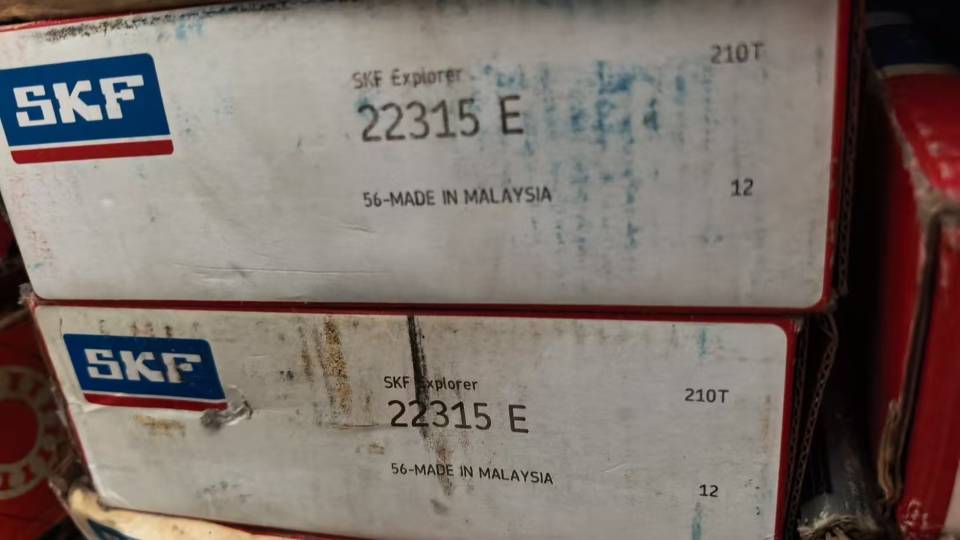 SKF
SKF Explorer
210T
22315 E
56-MADE IN MALAYSIA
12
SKF
SKF Explorer
210T
22315 E
56-MADE IN MALAYSIA
12